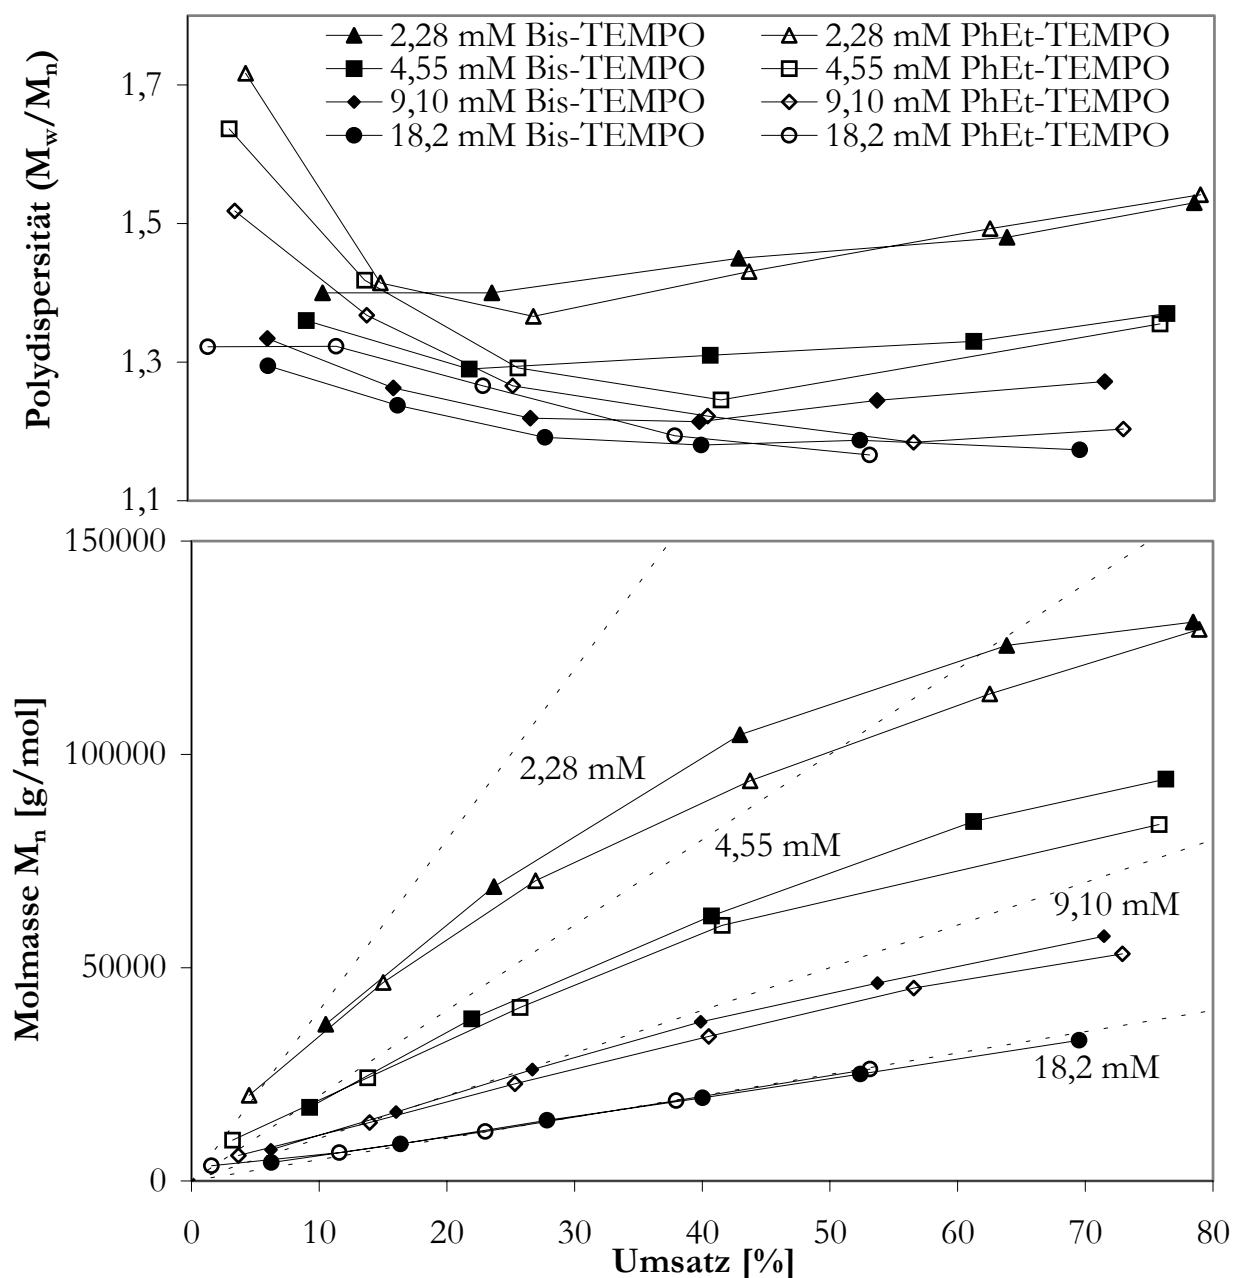 Polydispersität (Mw/Mn)
2,28 mM Bis-TEMPO 2,28 mM PhEt-TEMPO
4,55 mM Bis-TEMPO 4,55 mM PhEt-TEMPO
9,10 mM Bis-TEMPO 9,10 mM PhEt-TEMPO
18,2 mM Bis-TEMPO 18,2 mM PhEt-TEMPO
1,7
1,5
1,3
1,1
Molmasse Mn [g/mol]
150000
100000
50000
0
2,28 mM
4,55 mM
9,10 mM
18,2 mM
0 10 20 30 40 50 60 70 80
Umsatz [%]